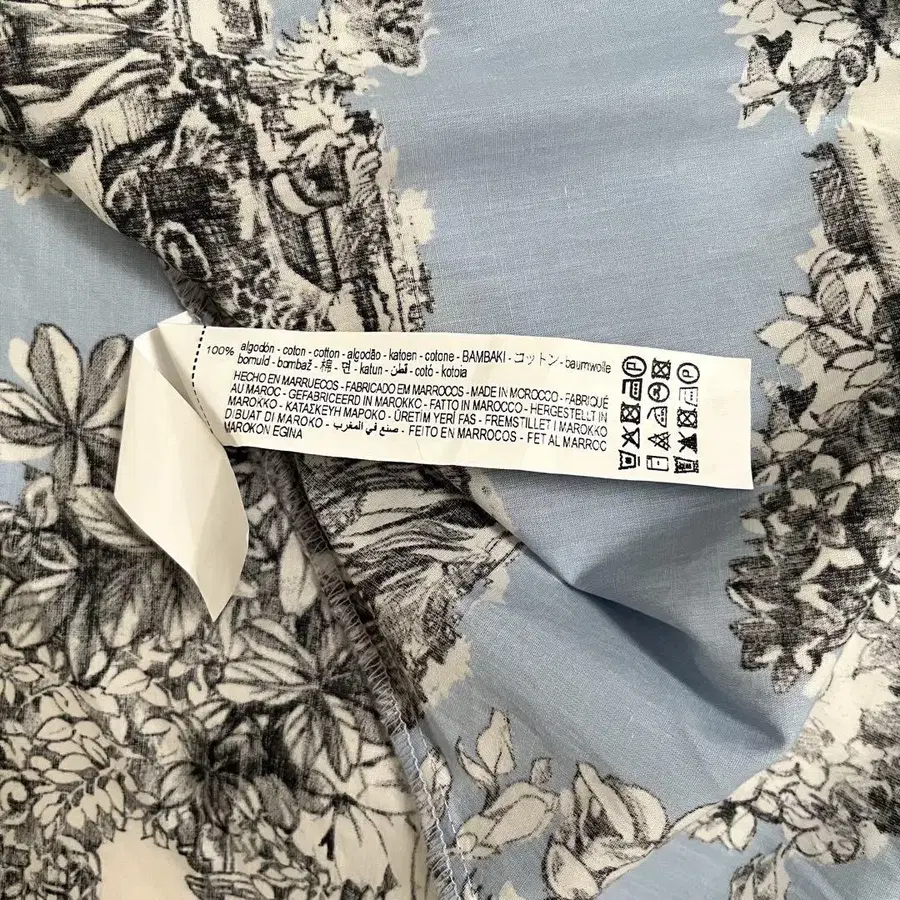 100% algodón - coton - cotton - algodão - katoen - cotone - BAMBAKI - コットン - baumwolle
bomuld - bombaž - 棉 - 면 - katun - قطن - cotó - kotoia
HECHO EN MARRUECOS - FABRICADO EM MARROCOS - MADE IN MOROCCO - FABRIQUÉ
AU MAROC - GEFABRICEERD IN MAROKKO - FATTO IN MAROCCO - HERGESTELLT IN
MAROKKO - ΚΑΤΑΣΚΕΥΗ ΜΑΡΟΚΟ - ÜRETİM YERİ FAS - FREMSTILLET I MAROKKO
DIBUAT DI MAROKO - صنع في المغرب - FEITO EN MARROCOS - FET AL MARROC
MAROKON EGINA